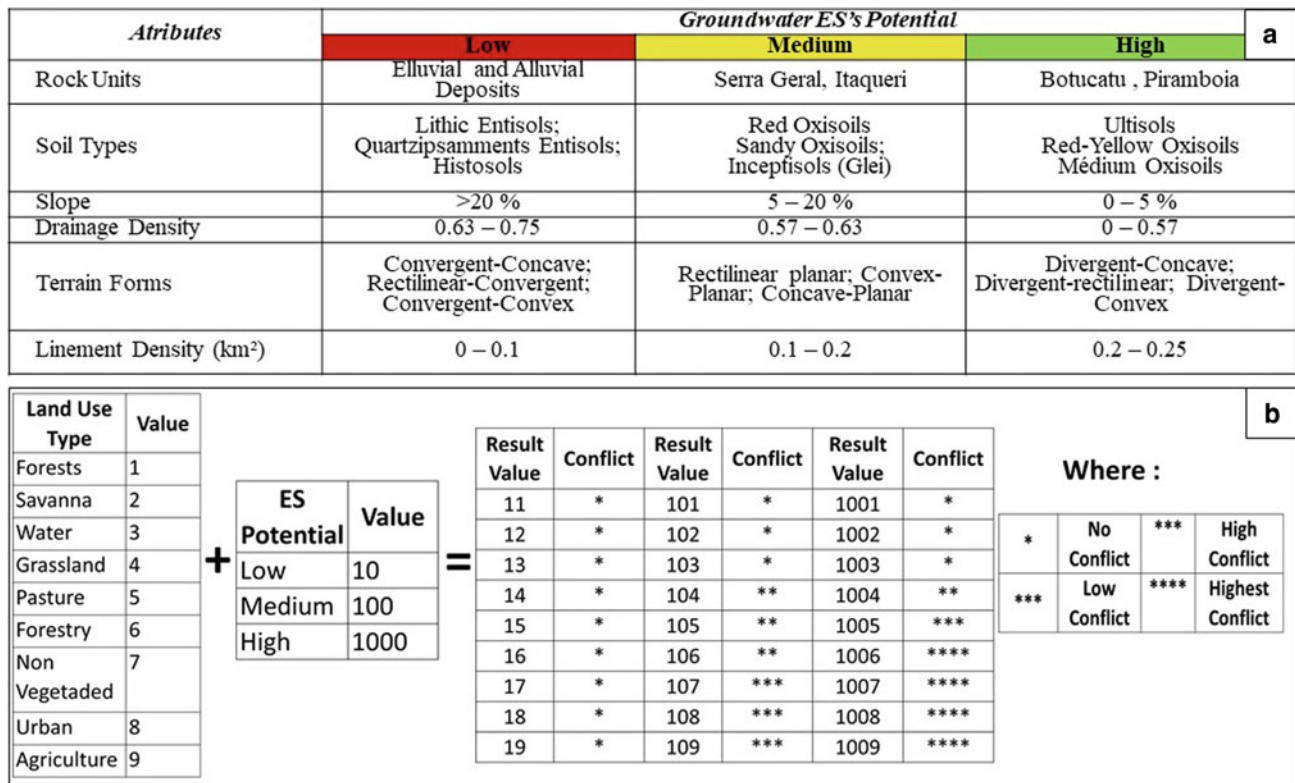 Atributes Groundwater ES's Potential a
Low Medium High
Rock Units Elluvial and Alluvial Deposits Serra Geral, Itaqueri Botucatu , Piramboia
Soil Types
Lithic Entisols;
Quartzipsamments Entisols;
Histosols
Red Oxisoils
Sandy Oxisoils;
Inceptisols (Glei)
Ultisols
Red-Yellow Oxisoils
Médium Oxisoils
Slope >20 % 5 – 20 % 0 – 5 %
Drainage Density 0.63 – 0.75 0.57 – 0.63 0 – 0.57
Terrain Forms
Convergent-Concave;
Rectilinear-Convergent;
Convergent-Convex
Rectilinear planar; Convex-
Planar; Concave-Planar
Divergent-Concave;
Divergent-rectilinear; Divergent-
Convex
Linement Density (km²) 0 – 0.1 0.1 – 0.2 0.2 – 0.25
b
Land Use Type Value
Forests 1
Savanna 2
Water 3
Grassland 4
Pasture 5
Forestry 6
Non Vegetaded 7
Urban 8
Agriculture 9
+
ES Potential Value
Low 10
Medium 100
High 1000
=
Result Value Conflict Result Value Conflict Result Value Conflict
11 * 101 * 1001 *
12 * 102 * 1002 *
13 * 103 * 1003 *
14 * 104 ** 1004 **
15 * 105 ** 1005 ***
16 * 106 ** 1006 ****
17 * 107 *** 1007 ****
18 * 108 *** 1008 ****
19 * 109 *** 1009 ****
Where :
* No Conflict *** High Conflict
*** Low Conflict **** Highest Conflict